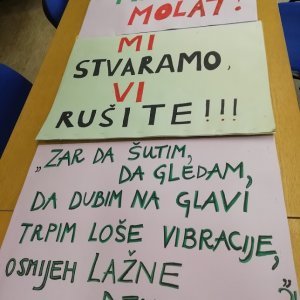 MOLAT!
MI
STVARAMO,
VI
RUŠITE!!!
„ZAR DA ŠUTIM,
DA GLEDAM,
DA DUBIM NA GLAVI
TRPIM LOŠE VIBRACIJE,
OSMIJEH LAŽNE